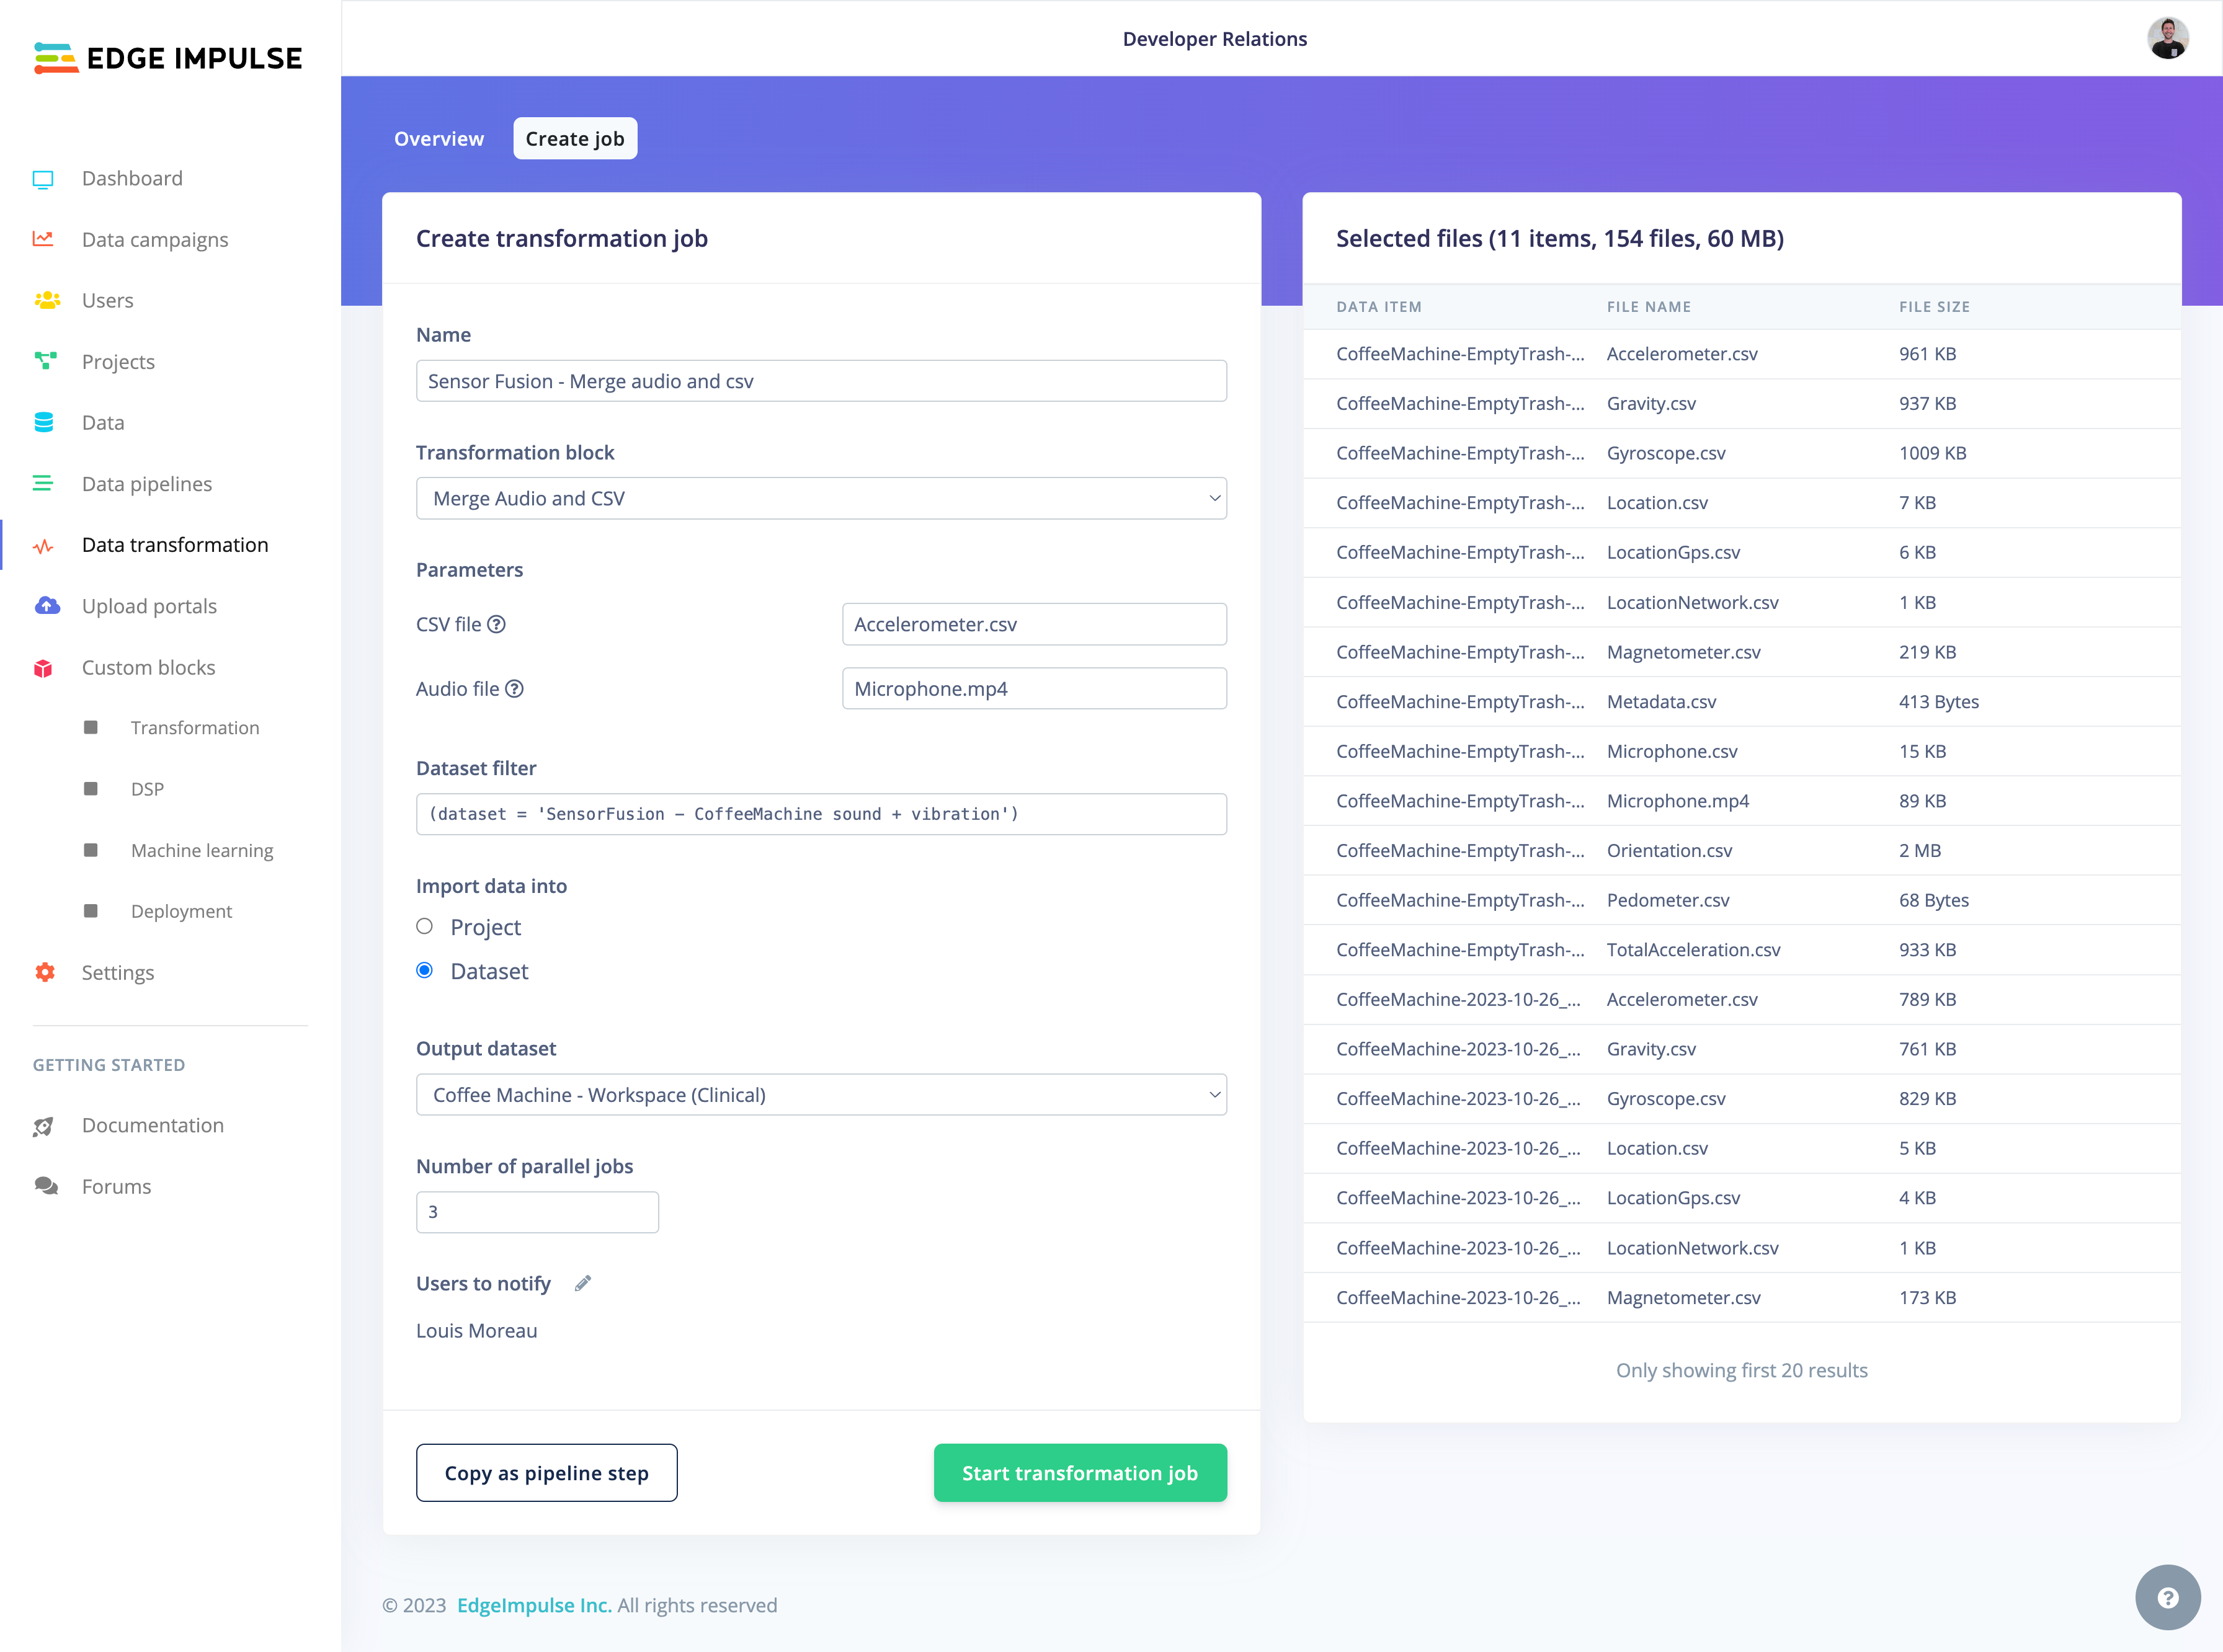 EDGE IMPULSE
Developer Relations
Dashboard
Data campaigns
Users
Projects
Data
Data pipelines
Data transformation
Upload portals
Custom blocks
Transformation
DSP
Machine learning
Deployment
Settings
GETTING STARTED
Documentation
Forums
Overview
Create job
Create transformation job
Name
Sensor Fusion - Merge audio and csv
Transformation block
Merge Audio and CSV
Parameters
CSV file ?
Accelerometer.csv
Audio file ?
Microphone.mp4
Dataset filter
(dataset = 'SensorFusion – CoffeeMachine sound + vibration')
Import data into
Project
Dataset
Output dataset
Coffee Machine - Workspace (Clinical)
Number of parallel jobs
3
Users to notify
Louis Moreau
Copy as pipeline step
Start transformation job
Selected files (11 items, 154 files, 60 MB)
DATA ITEM FILE NAME FILE SIZE
CoffeeMachine-EmptyTrash-... Accelerometer.csv 961 KB
CoffeeMachine-EmptyTrash-... Gravity.csv 937 KB
CoffeeMachine-EmptyTrash-... Gyroscope.csv 1009 KB
CoffeeMachine-EmptyTrash-... Location.csv 7 KB
CoffeeMachine-EmptyTrash-... LocationGps.csv 6 KB
CoffeeMachine-EmptyTrash-... LocationNetwork.csv 1 KB
CoffeeMachine-EmptyTrash-... Magnetometer.csv 219 KB
CoffeeMachine-EmptyTrash-... Metadata.csv 413 Bytes
CoffeeMachine-EmptyTrash-... Microphone.csv 15 KB
CoffeeMachine-EmptyTrash-... Microphone.mp4 89 KB
CoffeeMachine-EmptyTrash-... Orientation.csv 2 MB
CoffeeMachine-EmptyTrash-... Pedometer.csv 68 Bytes
CoffeeMachine-EmptyTrash-... TotalAcceleration.csv 933 KB
CoffeeMachine-2023-10-26_... Accelerometer.csv 789 KB
CoffeeMachine-2023-10-26_... Gravity.csv 761 KB
CoffeeMachine-2023-10-26_... Gyroscope.csv 829 KB
CoffeeMachine-2023-10-26_... Location.csv 5 KB
CoffeeMachine-2023-10-26_... LocationGps.csv 4 KB
CoffeeMachine-2023-10-26_... LocationNetwork.csv 1 KB
CoffeeMachine-2023-10-26_... Magnetometer.csv 173 KB
Only showing first 20 results
© 2023 EdgeImpulse Inc. All rights reserved
?